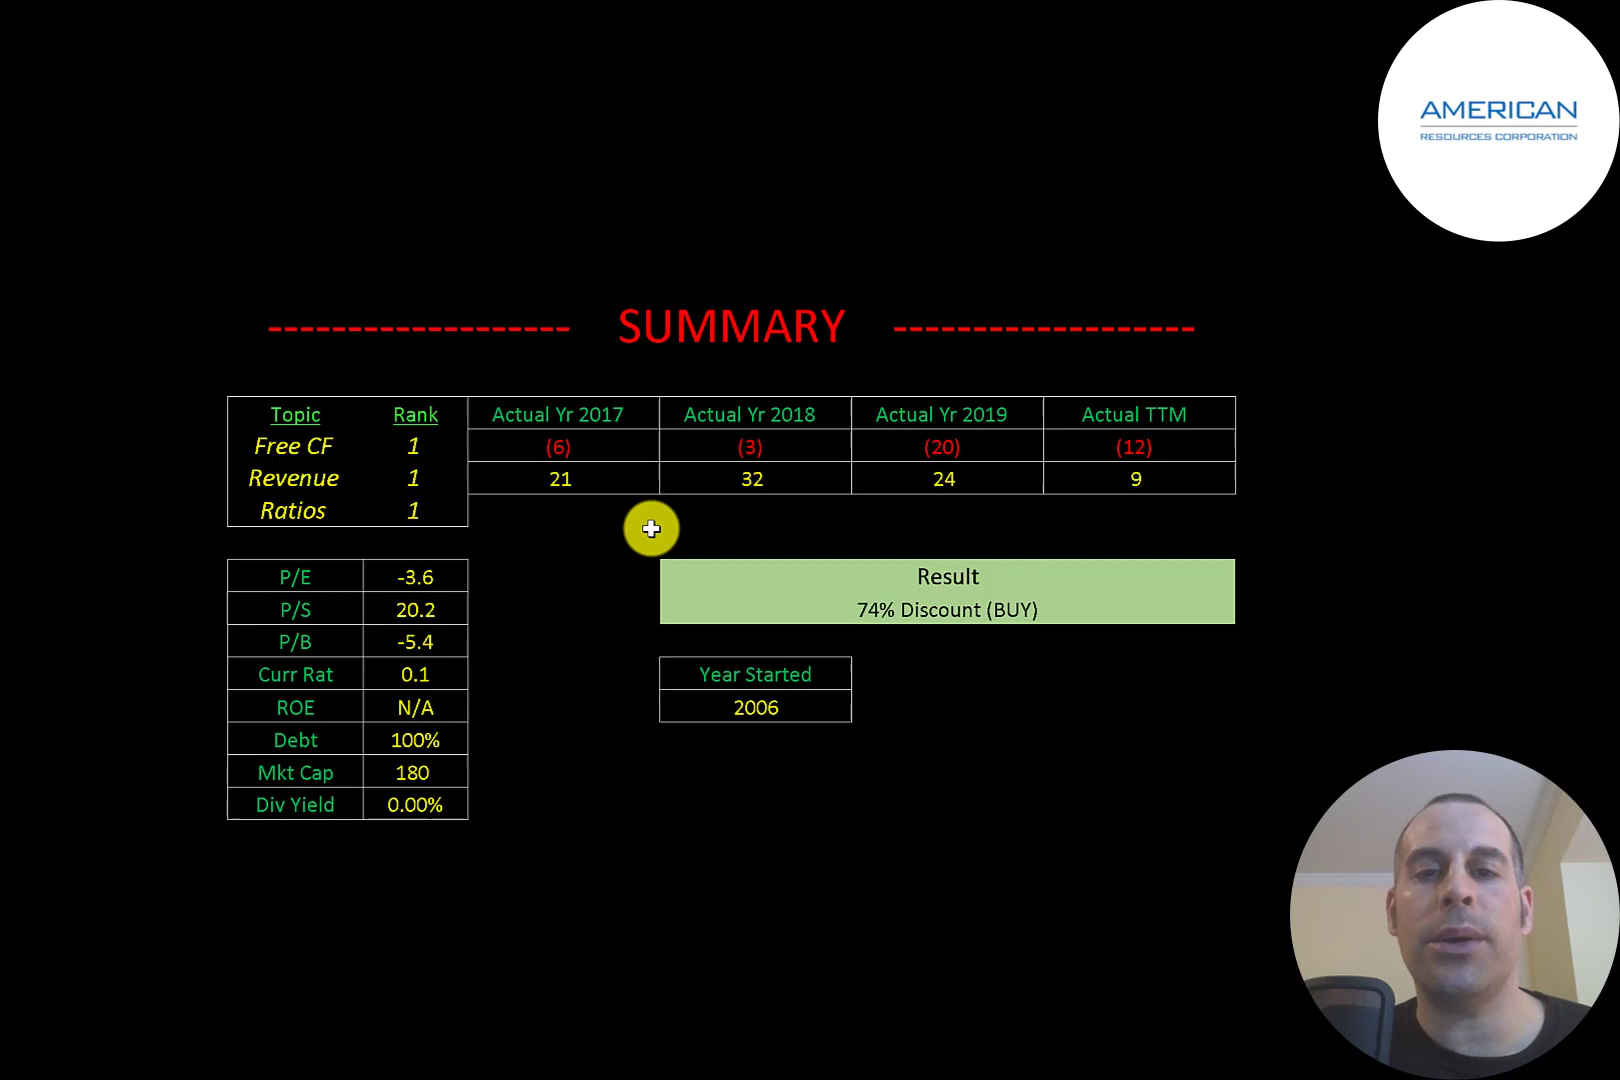 AMERICAN
RESOURCES CORPORATION
-------------------- SUMMARY --------------------
Topic Rank Actual Yr 2017 Actual Yr 2018 Actual Yr 2019 Actual TTM
Free CF 1 (6) (3) (20) (12)
Revenue 1 21 32 24 9
Ratios 1
P/E -3.6 Result
P/S 20.2 74% Discount (BUY)
P/B -5.4
Curr Rat 0.1 Year Started
ROE N/A 2006
Debt 100%
Mkt Cap 180
Div Yield 0.00%